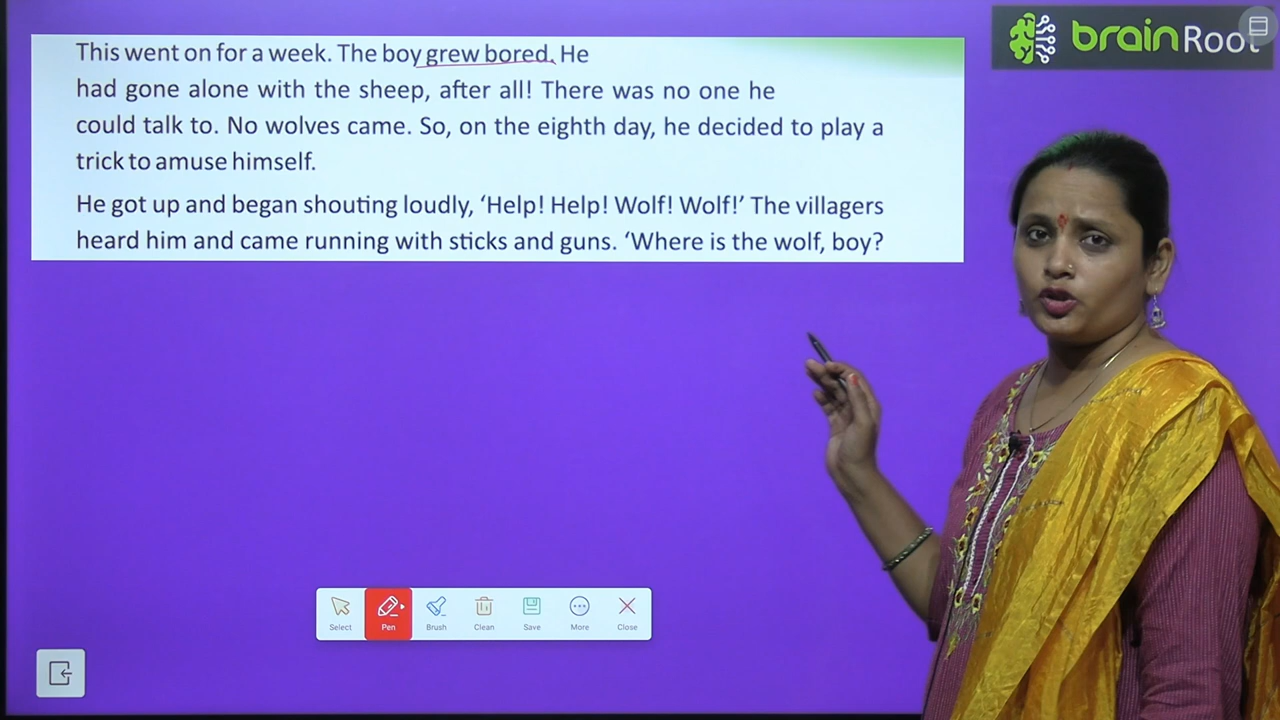 This went on for a week. The boy grew bored. He
had gone alone with the sheep, after all! There was no one he
could talk to. No wolves came. So, on the eighth day, he decided to play a
trick to amuse himself.
He got up and began shouting loudly, ‘Help! Help! Wolf! Wolf!’ The villagers
heard him and came running with sticks and guns. ‘Where is the wolf, boy?
brainRoot
Select
Pen
Brush
Clean
Save
More
Close